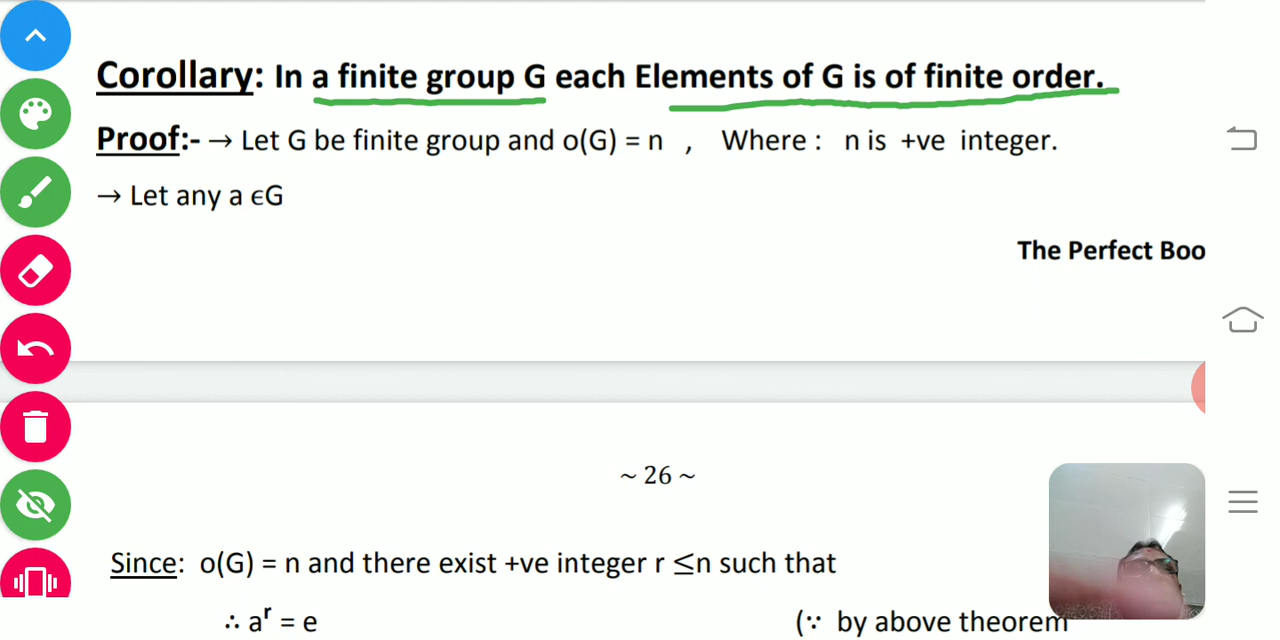 Corollary: In a finite group G each Elements of G is of finite order.
Proof:- → Let G be finite group and o(G) = n , Where : n is +ve integer.
→ Let any a ϵG
The Perfect Boo
~ 26 ~
Since: o(G) = n and there exist +ve integer r ≤n such that
∴ aʳ = e (∵ by above theorem